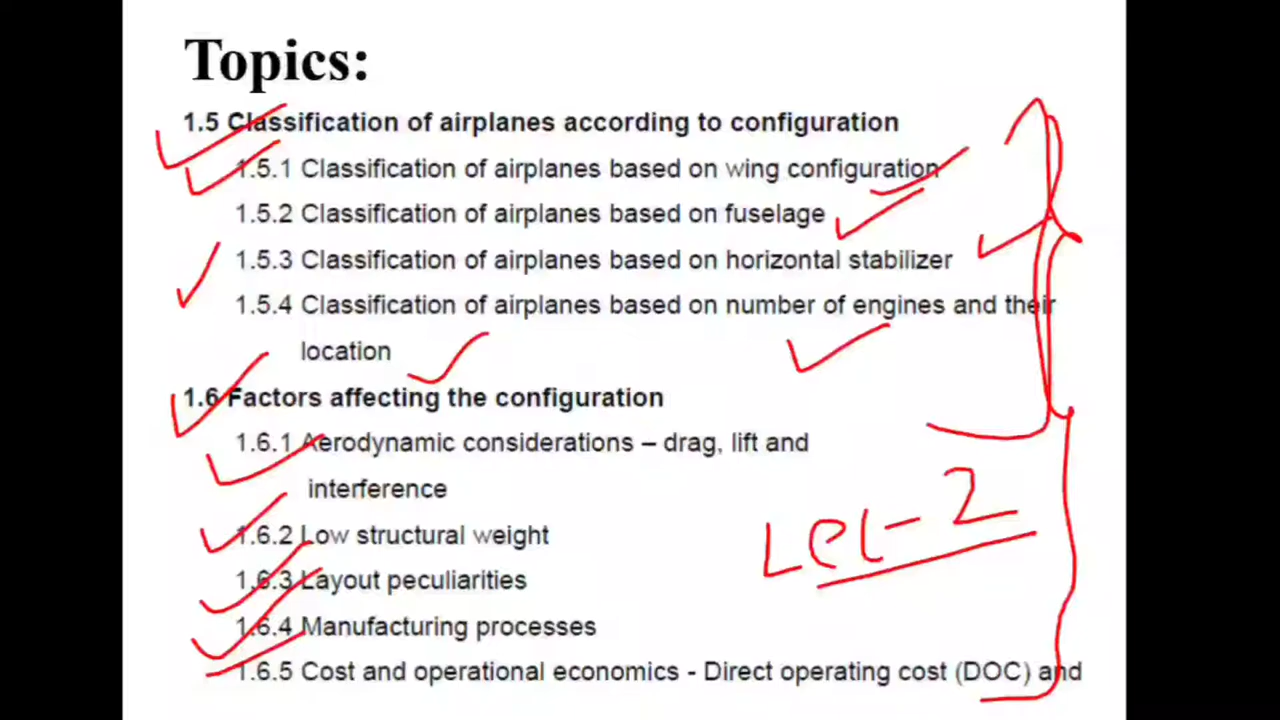 Topics:
1.5 Classification of airplanes according to configuration
1.5.1 Classification of airplanes based on wing configuration
1.5.2 Classification of airplanes based on fuselage
1.5.3 Classification of airplanes based on horizontal stabilizer
1.5.4 Classification of airplanes based on number of engines and their
location
1.6 Factors affecting the configuration
1.6.1 Aerodynamic considerations – drag, lift and
interference
1.6.2 Low structural weight
1.6.3 Layout peculiarities
1.6.4 Manufacturing processes
1.6.5 Cost and operational economics - Direct operating cost (DOC) and
Lec-2